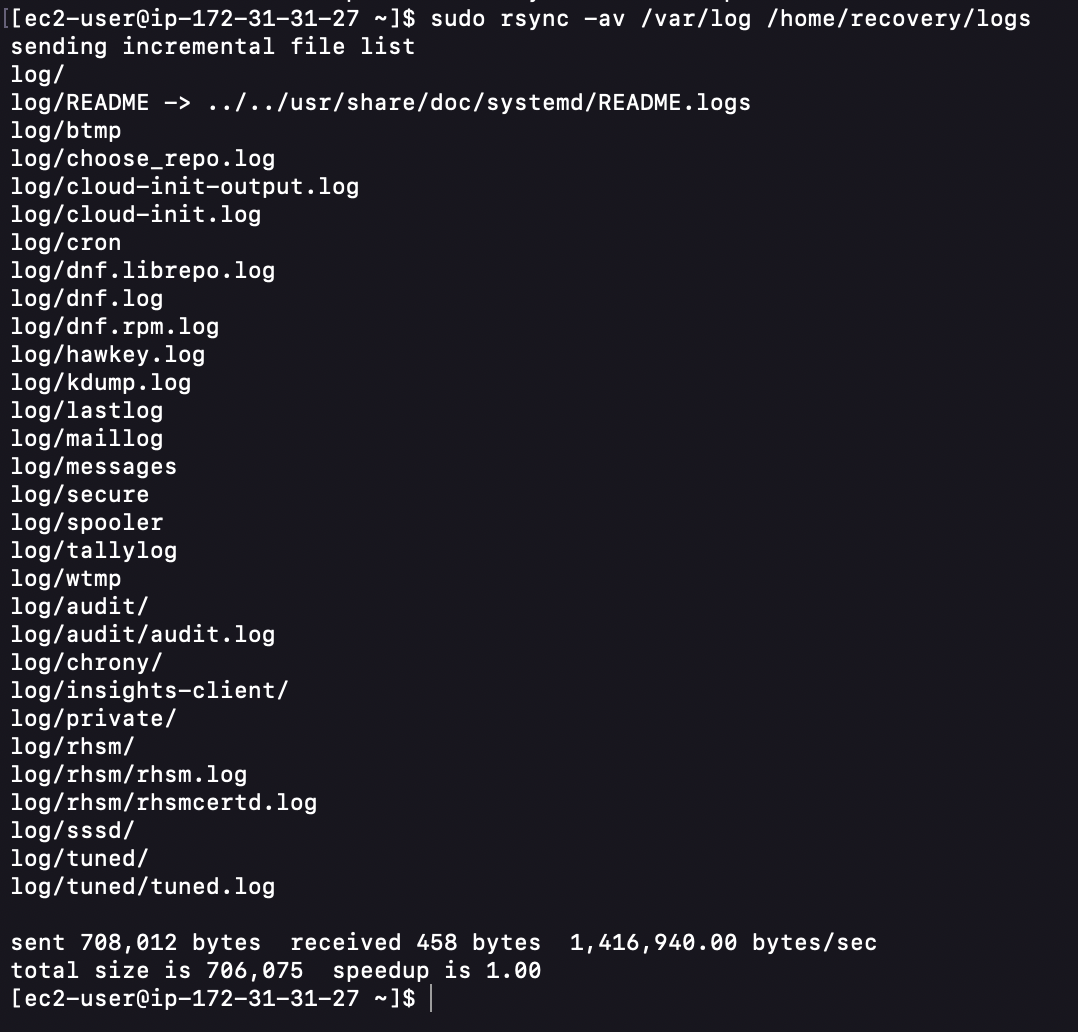 [[ec2-user@ip-172-31-31-27 ~]$ sudo rsync -av /var/log /home/recovery/logs
sending incremental file list
log/
log/README -> ../../usr/share/doc/systemd/README.logs
log/btmp
log/choose_repo.log
log/cloud-init-output.log
log/cloud-init.log
log/cron
log/dnf.librepo.log
log/dnf.log
log/dnf.rpm.log
log/hawkey.log
log/kdump.log
log/lastlog
log/maillog
log/messages
log/secure
log/spooler
log/tallylog
log/wtmp
log/audit/
log/audit/audit.log
log/chrony/
log/insights-client/
log/private/
log/rhsm/
log/rhsm/rhsm.log
log/rhsm/rhsmcertd.log
log/sssd/
log/tuned/
log/tuned/tuned.log

sent 708,012 bytes  received 458 bytes  1,416,940.00 bytes/sec
total size is 706,075  speedup is 1.00
[ec2-user@ip-172-31-31-27 ~]$